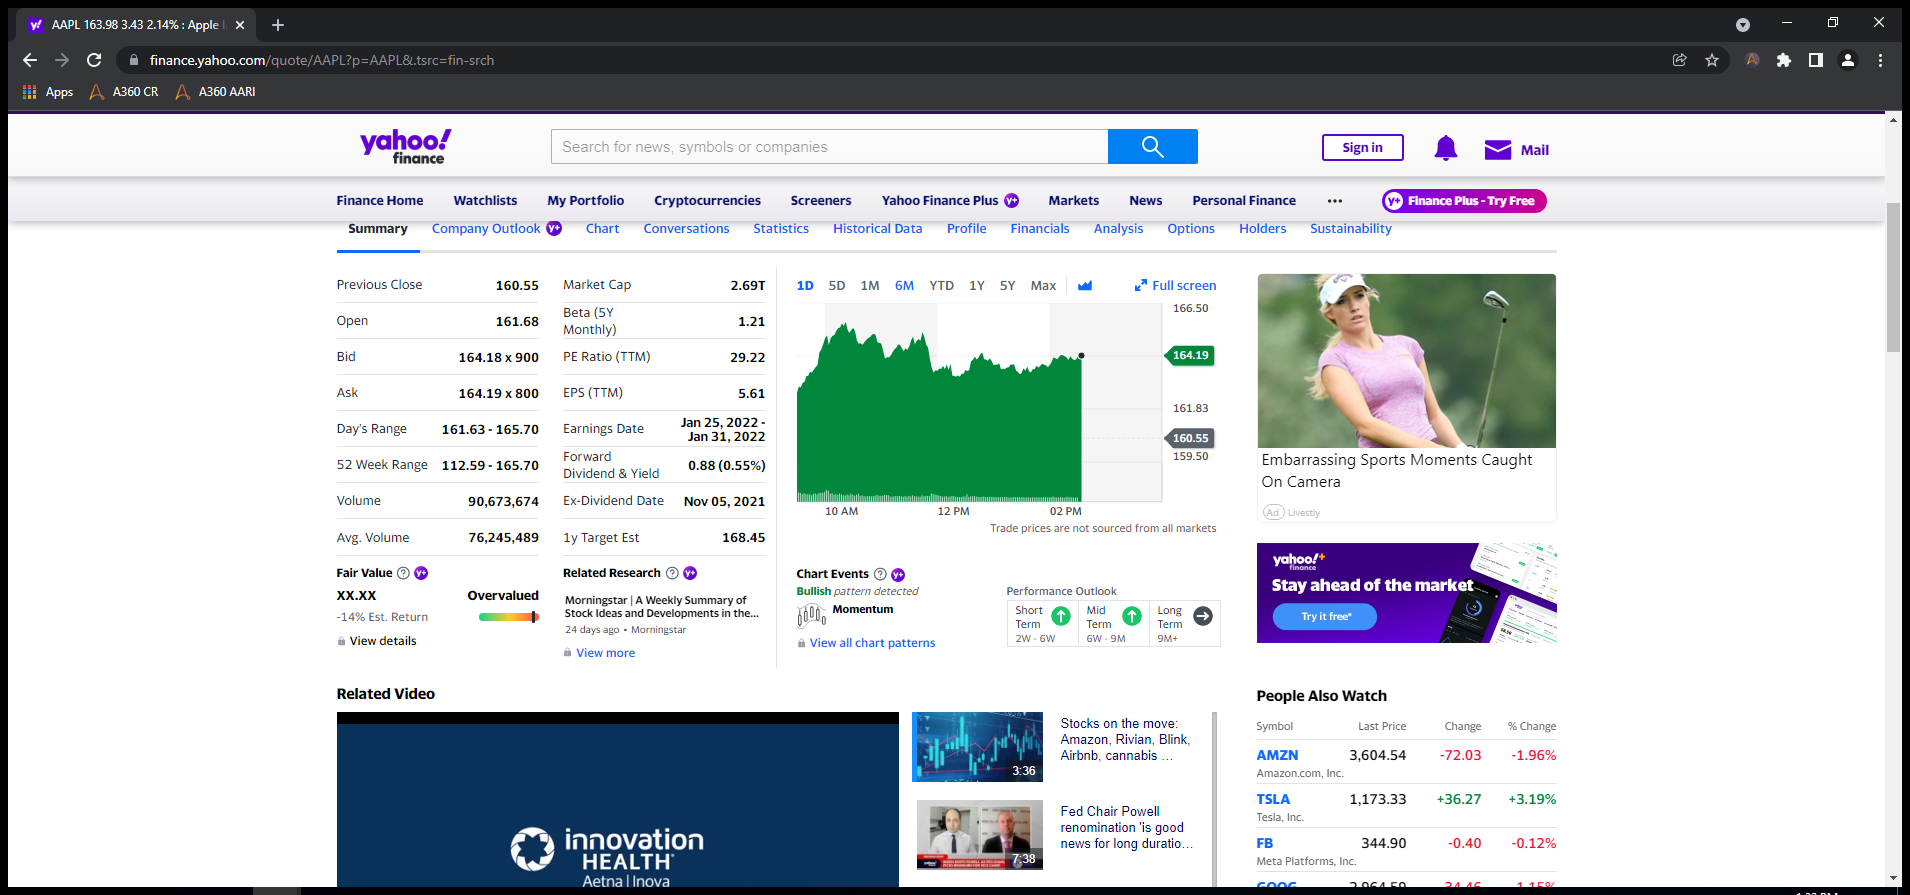 AAPL 163.98 3.43 2.14% : Apple
finance.yahoo.com/quote/AAPL?p=AAPL&.tsrc=fin-srch
Apps A360 CR A360 AARI
yahoo!
finance
Search for news, symbols or companies
Sign in
Mail
Finance Home Watchlists My Portfolio Cryptocurrencies Screeners Yahoo Finance Plus Y+ Markets News Personal Finance ... Y+ Finance Plus - Try Free
Summary Company Outlook Y+ Chart Conversations Statistics Historical Data Profile Financials Analysis Options Holders Sustainability
Previous Close 160.55
Open 161.68
Bid 164.18 x 900
Ask 164.19 x 800
Day's Range 161.63 - 165.70
52 Week Range 112.59 - 165.70
Volume 90,673,674
Avg. Volume 76,245,489
Market Cap 2.69T
Beta (5Y
Monthly) 1.21
PE Ratio (TTM) 29.22
EPS (TTM) 5.61
Earnings Date Jan 25, 2022 -
Jan 31, 2022
Forward
Dividend & Yield 0.88 (0.55%)
Ex-Dividend Date Nov 05, 2021
1y Target Est 168.45
1D 5D 1M 6M YTD 1Y 5Y Max Full screen
166.50
164.19
161.83
160.55
159.50
10 AM 12 PM 02 PM
Trade prices are not sourced from all markets
Fair Value ? Y+
XX.XX Overvalued
-14% Est. Return
View details
Related Research ? Y+
Morningstar | A Weekly Summary of
Stock Ideas and Developments in the...
24 days ago • Morningstar
View more
Chart Events ? Y+
Bullish pattern detected
Momentum
View all chart patterns
Performance Outlook
Short
Term
2W - 6W
Mid
Term
6W - 9M
Long
Term
9M+
Embarrassing Sports Moments Caught
On Camera
Ad Livestly
yahoo!+
finance
Stay ahead of the market
Try it free*
Related Video
innovation
HEALTH
Aetna | Inova
3:36
Stocks on the move:
Amazon, Rivian, Blink,
Airbnb, cannabis ...
7:38
Fed Chair Powell
renomination 'is good
news for long duratio...
People Also Watch
Symbol Last Price Change % Change
AMZN 3,604.54 -72.03 -1.96%
Amazon.com, Inc.
TSLA 1,173.33 +36.27 +3.19%
Tesla, Inc.
FB 344.90 -0.40 -0.12%
Meta Platforms, Inc.
GOOG 2,964.59 -34.46 -1.15%